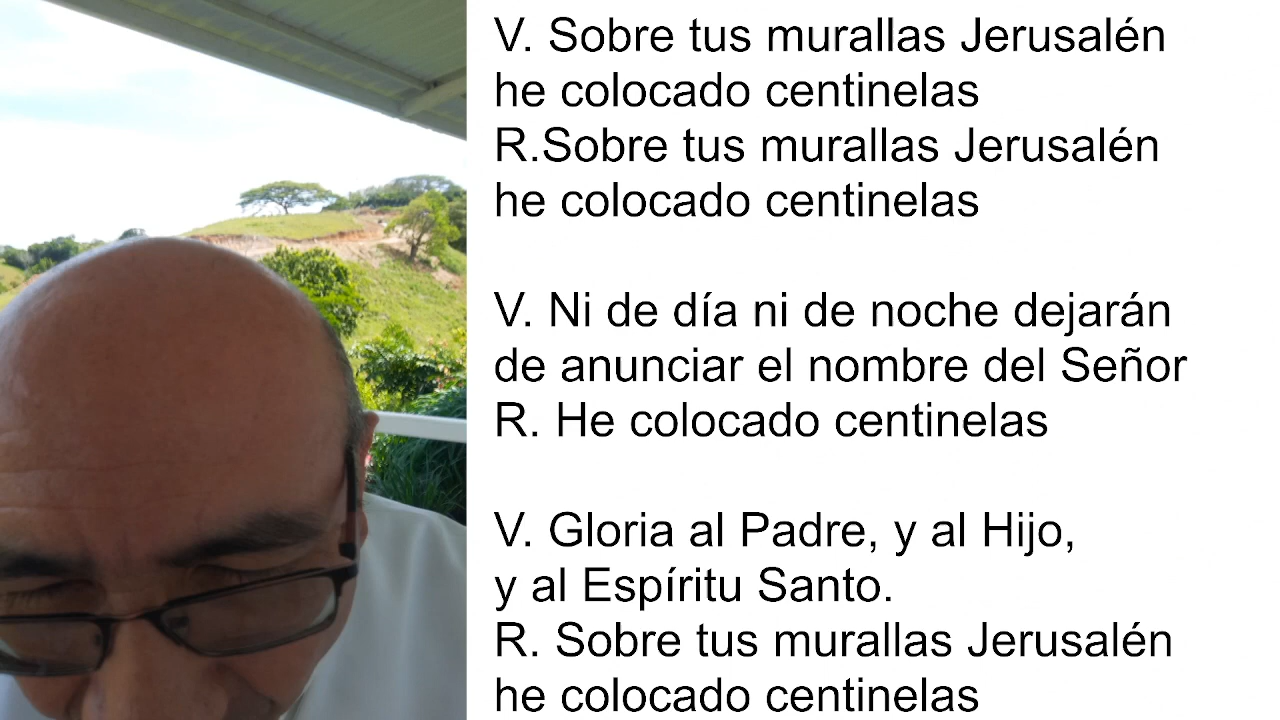 V. Sobre tus murallas Jerusalén
he colocado centinelas
R.Sobre tus murallas Jerusalén
he colocado centinelas
V. Ni de día ni de noche dejarán
de anunciar el nombre del Señor
R. He colocado centinelas
V. Gloria al Padre, y al Hijo,
y al Espíritu Santo.
R. Sobre tus murallas Jerusalén
he colocado centinelas